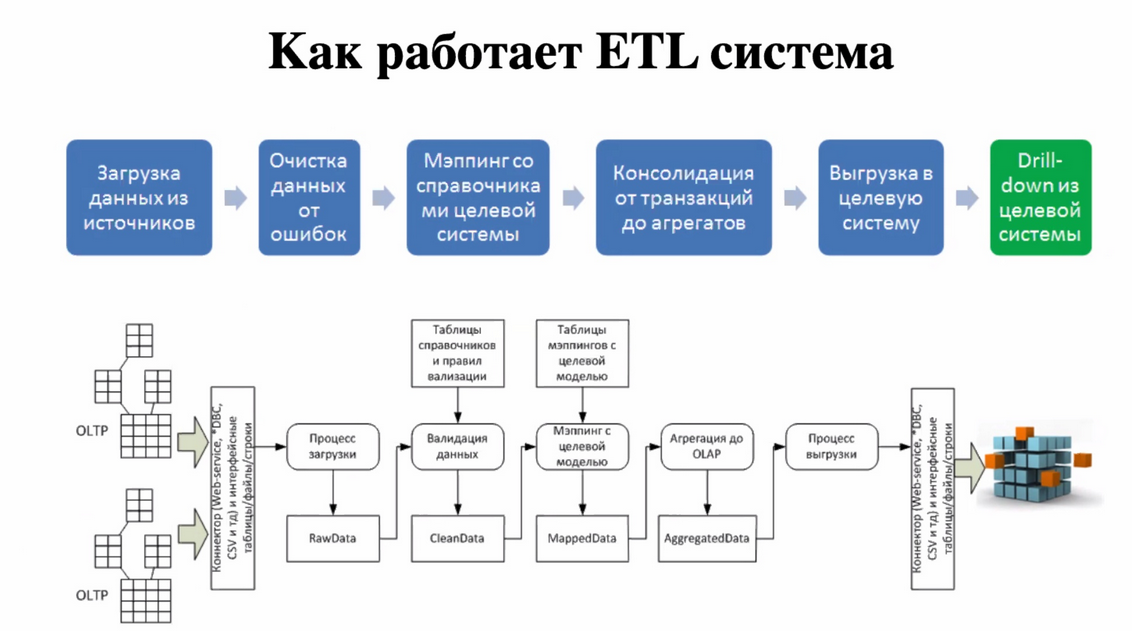 Как работает ETL система
Загрузка
данных из
источников
Очистка
данных
от
ошибок
Мэппинг со
справочника
ми целевой
системы
Консолидация
от транзакций
до агрегатов
Выгрузка в
целевую
систему
Drill-
down из
целевой
системы
Таблицы
справочников
и правил
вализации
Таблицы
мэппингов с
целевой
моделью
OLTP
OLTP
Коннектор (Web-service, *DBC,
CSV и тд) и интерфейсные
таблицы/файлы/строки
Процесс
загрузки
Валидация
данных
Мэппинг с
целевой
моделью
Агрегация до
OLAP
Процесс
выгрузки
RawData
CleanData
MappedData
AggregatedData
Коннектор (Web-service, *DBC,
CSV и тд) и интерфейсные
таблицы/файлы/строки